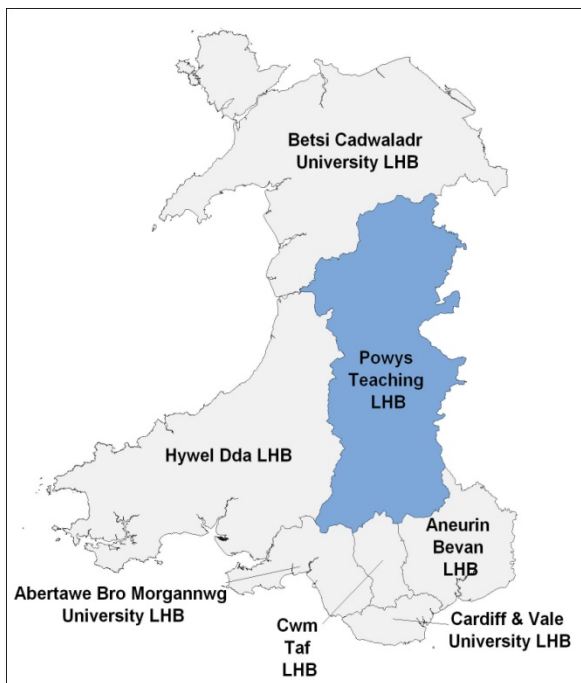 Betsi Cadwaladr
University LHB
Powys
Teaching
LHB
Hywel Dda LHB
Aneurin
Bevan
LHB
Abertawe Bro Morgannwg
University LHB
Cwm
Taf
LHB
Cardiff & Vale
University LHB